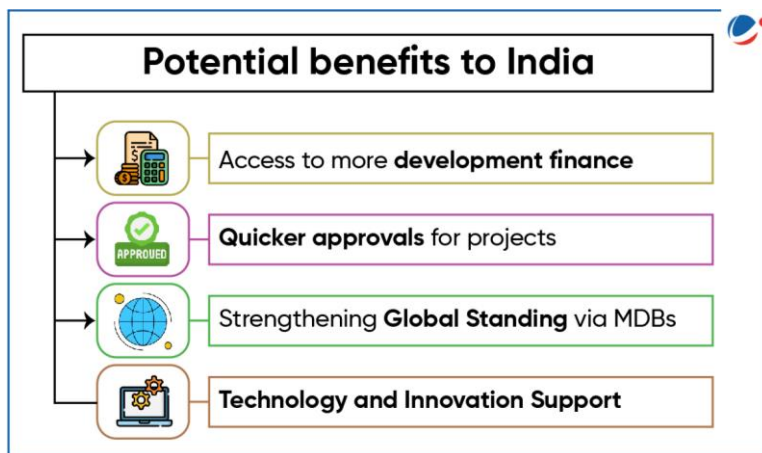 Potential benefits to India
Access to more development finance
APPROVED
Quicker approvals for projects
Strengthening Global Standing via MDBs
Technology and Innovation Support